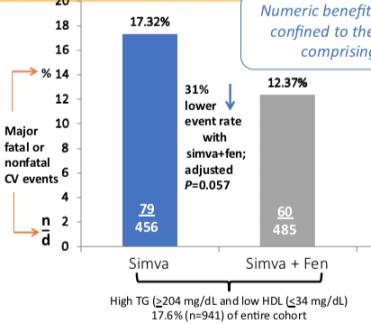 Numeric benefit
confined to the
comprising
20
18
16
% 14
12
10
8
6
4
2
0
Major
fatal or
nonfatal
CV events
n
d
17.32%
31%
lower
event rate
with
simva+fen;
adjusted
P=0.057
12.37%
79
456
60
485
Simva
Simva + Fen
High TG (≥204 mg/dL and low HDL (≤34 mg/dL)
17.6% (n=941) of entire cohort